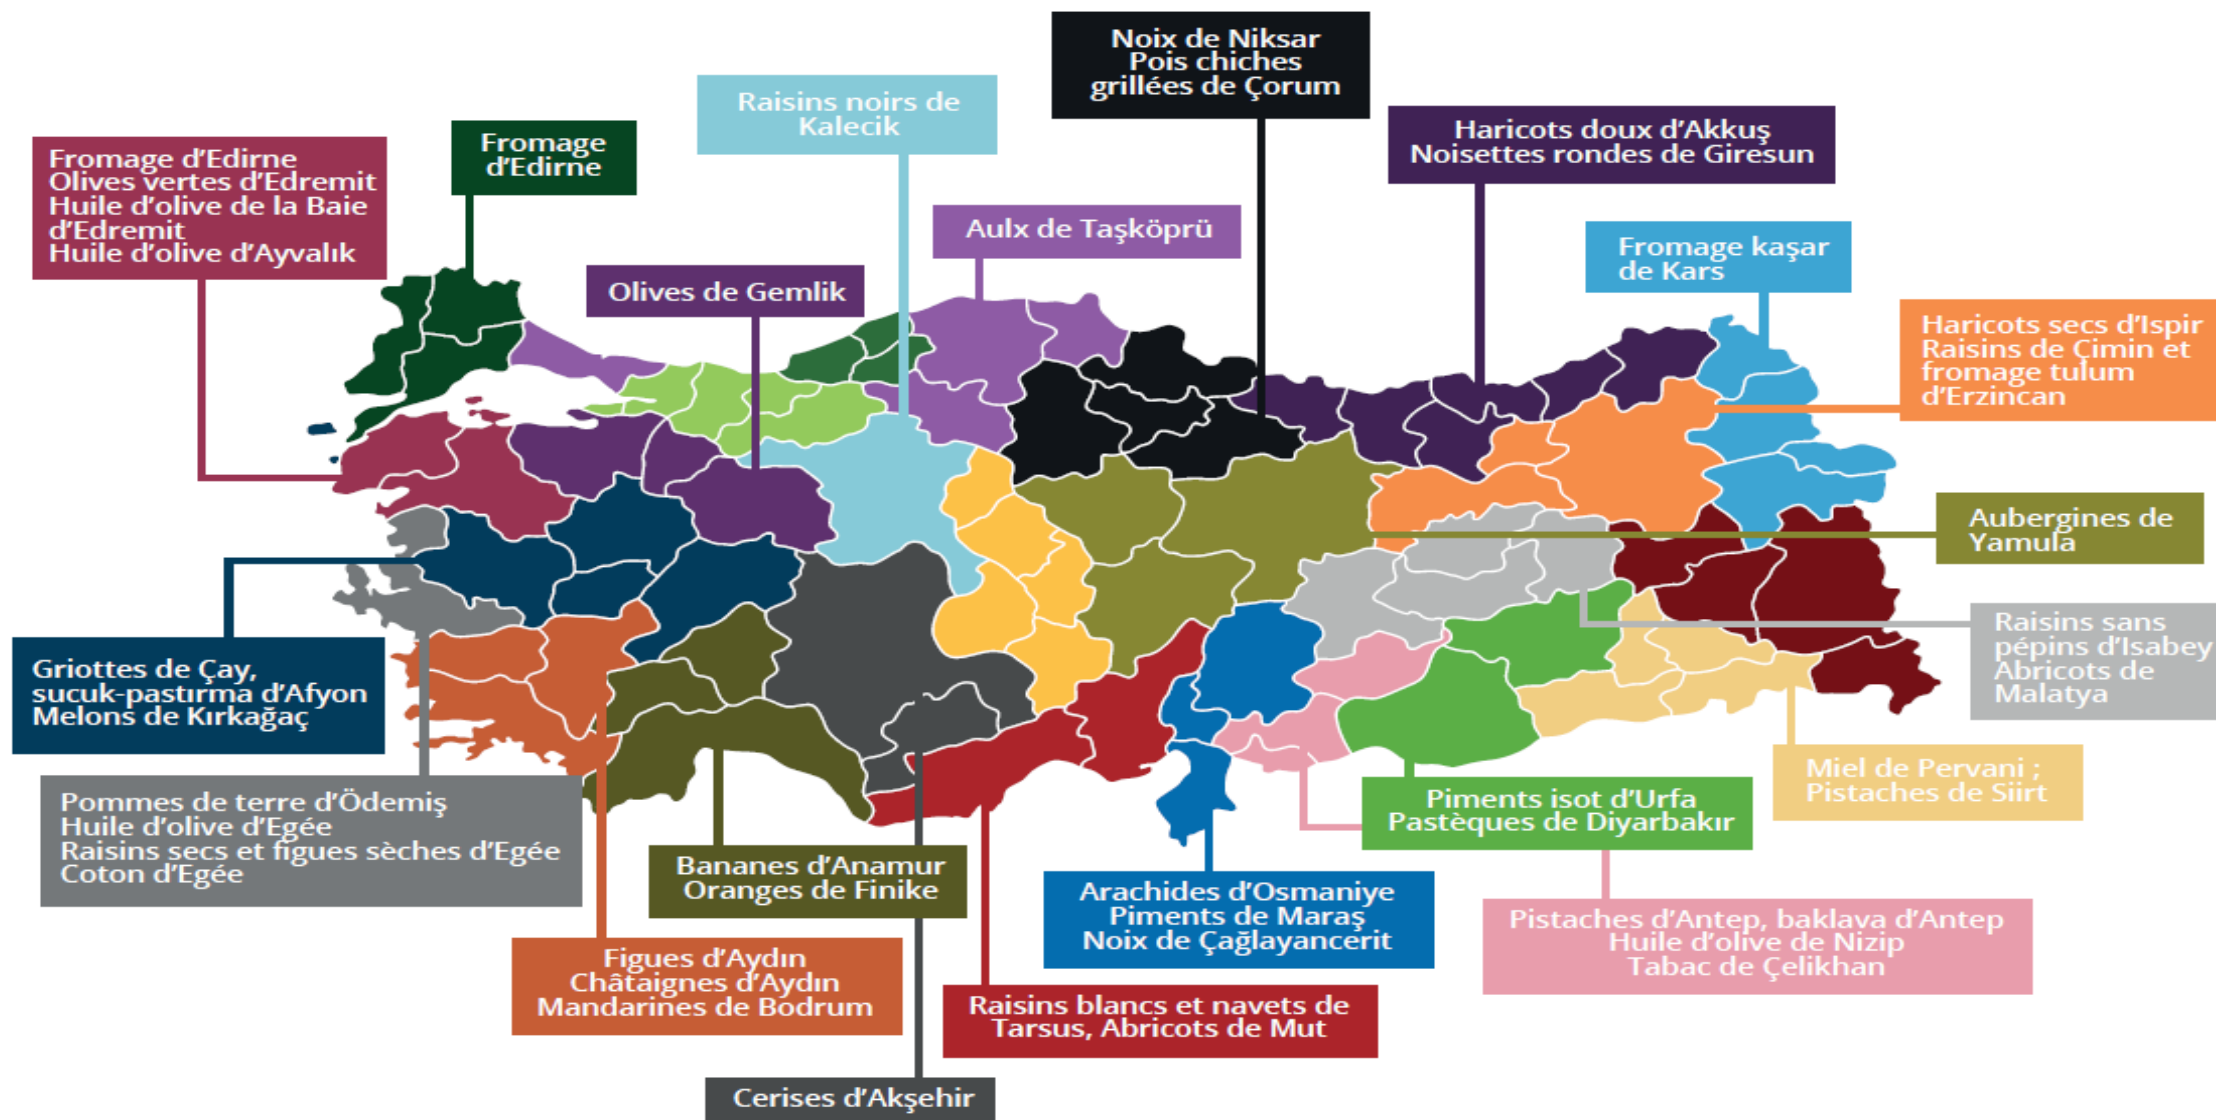 Noix de Niksar
Pois chiches
grillées de Çorum
Raisins noirs de
Kalecik
Haricots doux d'Akkuş
Noisettes rondes de Giresun
Fromage
d'Edirne
Fromage d'Edirne
Olives vertes d'Edremit
Huile d'olive de la Baie
d'Edremit
Huile d'olive d'Ayvalık
Aulx de Taşköprü
Fromage kaşar
de Kars
Olives de Gemlik
Haricots secs d'Ispir
Raisins de Çimin et
fromage tulum
d'Erzincan
Aubergines de
Yamula
Raisins sans
pépins d'Isabey
Abricots de
Malatya
Griottes de Çay,
sucuk-pastırma d'Afyon
Melons de Kırkağaç
Miel de Pervani ;
Pistaches de Siirt
Pommes de terre d'Ödemiş
Huile d'olive d'Egée
Raisins secs et figues sèches d'Egée
Coton d'Egée
Piments isot d'Urfa
Pastèques de Diyarbakır
Bananes d'Anamur
Oranges de Finike
Arachides d'Osmaniye
Piments de Maraş
Noix de Çağlayancerit
Pistaches d'Antep, baklava d'Antep
Huile d'olive de Nizip
Tabac de Çelikhan
Figues d'Aydın
Châtaignes d'Aydın
Mandarines de Bodrum
Raisins blancs et navets de
Tarsus, Abricots de Mut
Cerises d'Akşehir